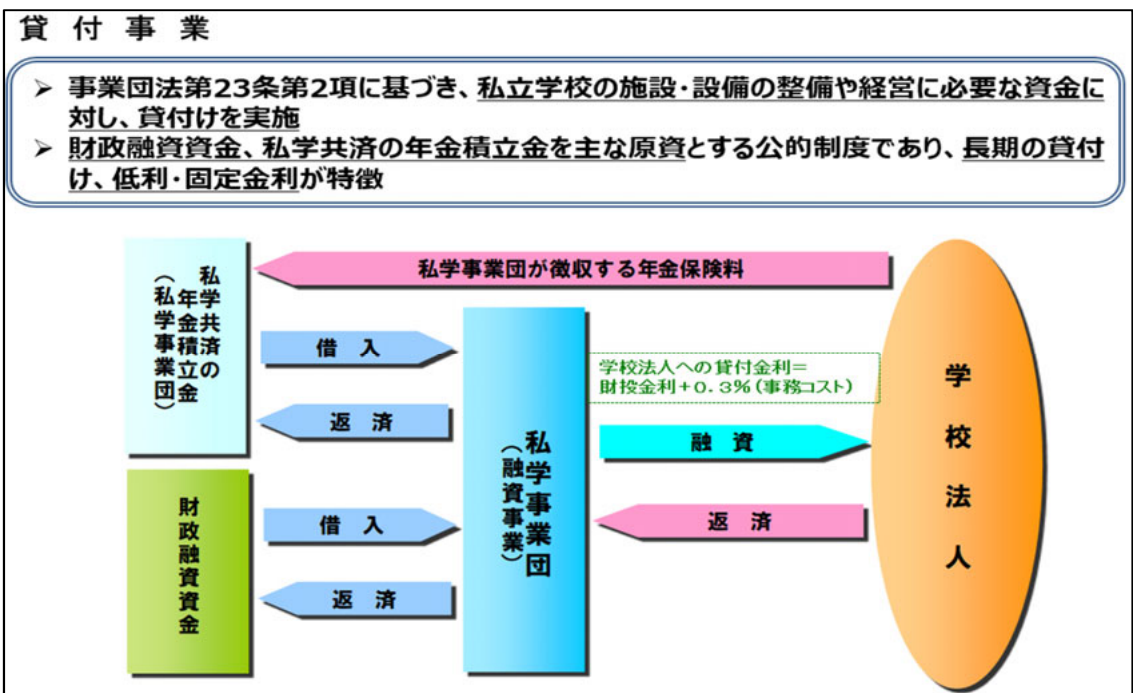 貸 付 事 業
➢ 事業団法第23条第2項に基づき、私立学校の施設・設備の整備や経営に必要な資金に
対し、貸付けを実施
➢ 財政融資資金、私学共済の年金積立金を主な原資とする公的制度であり、長期の貸付
け、低利・固定金利が特徴
私学事業団が徴収する年金保険料
私学共済の
年金積立金
（私学事業団）
借 入
返 済
財政融資資金
借 入
返 済
私学事業団
（融資事業）
学校法人への貸付金利＝
財投金利＋0．3%（事務コスト）
融 資
返 済
学校法人